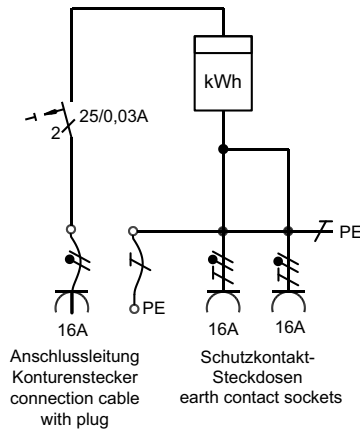 kWh
25/0,03A
2
PE
PE
16A
16A
16A
Anschlussleitung
Konturenstecker
connection cable
with plug
Schutzkontakt-
Steckdosen
earth contact sockets